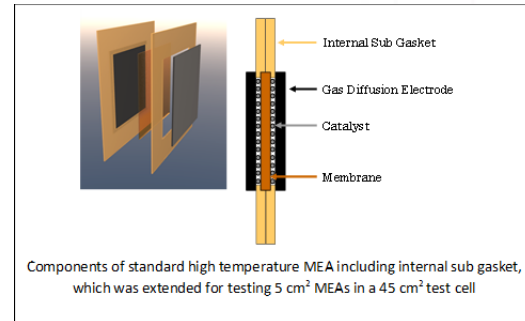 Internal Sub Gasket
Gas Diffusion Electrode
Catalyst
Membrane
Components of standard high temperature MEA including internal sub gasket,
which was extended for testing 5 cm² MEAs in a 45 cm² test cell